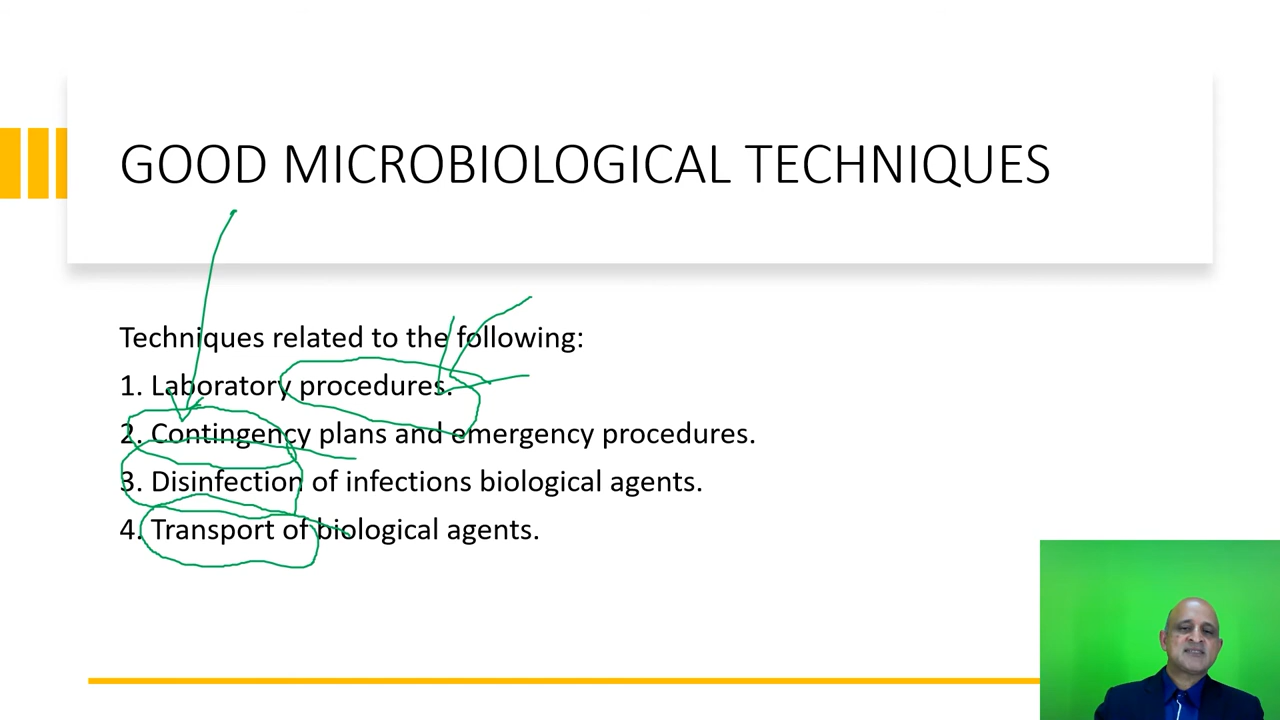 GOOD MICROBIOLOGICAL TECHNIQUES
Techniques related to the following:
1. Laboratory procedures.
2. Contingency plans and emergency procedures.
3. Disinfection of infections biological agents.
4. Transport of biological agents.